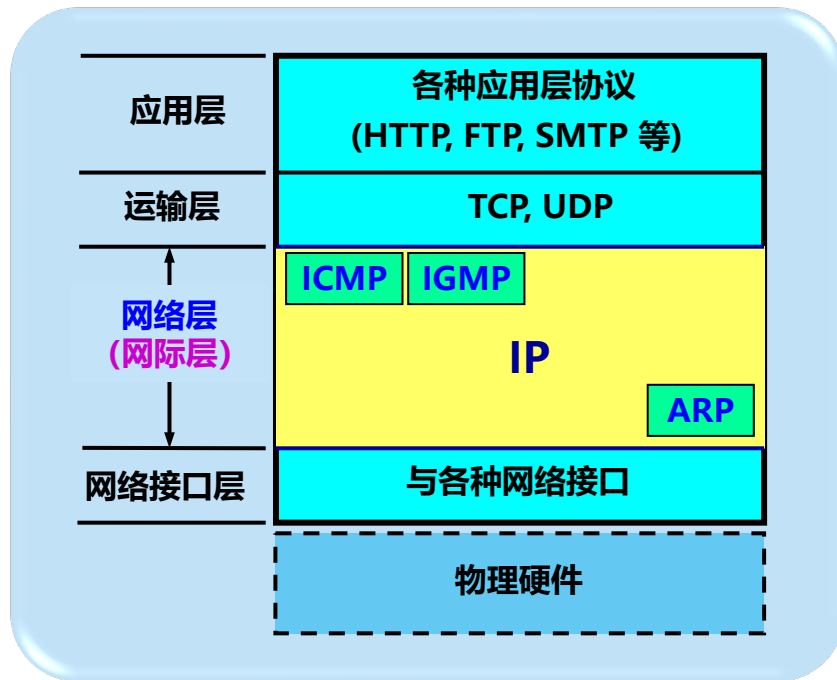 应用层
各种应用层协议
(HTTP, FTP, SMTP 等)
运输层
TCP, UDP
网络层
(网际层)
ICMP
IGMP
IP
ARP
网络接口层
与各种网络接口
物理硬件